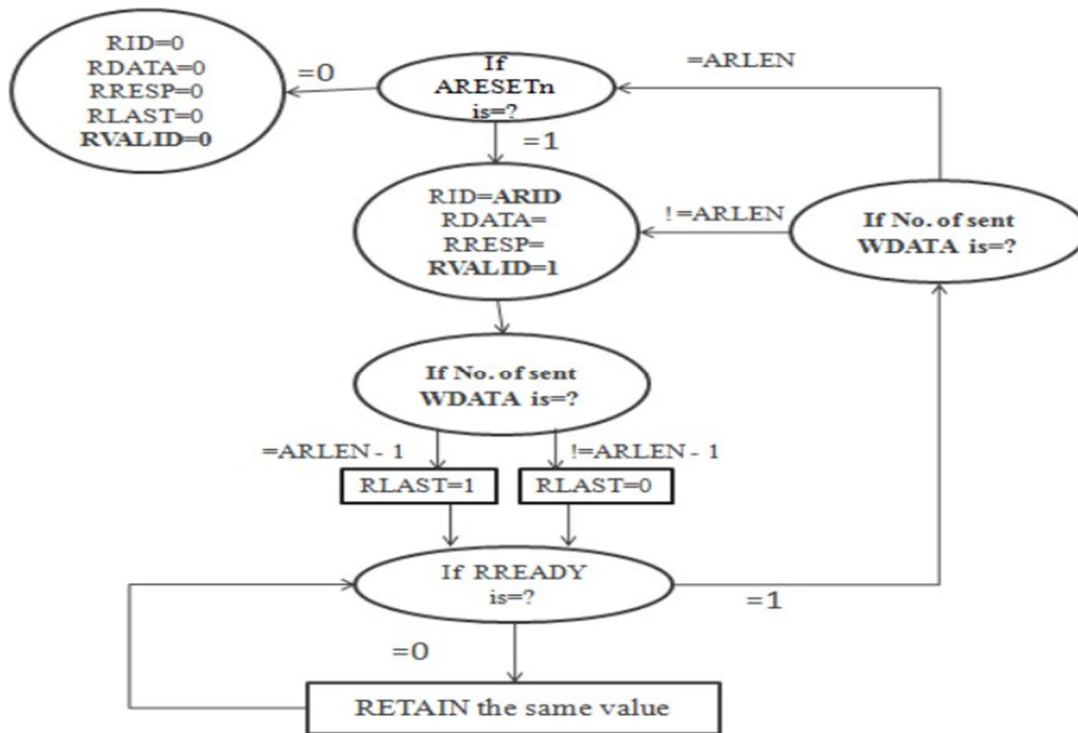 RID=0
RDATA=0
RRESP=0
RLAST=0
RVALID=0
=0
If
ARESETn
is=?
=ARLEN
=1
RID=ARID
RDATA=
RRESP=
RVALID=1
!=ARLEN
If No. of sent
WDATA is=?
If No. of sent
WDATA is=?
=ARLEN - 1
!=ARLEN - 1
RLAST=1
RLAST=0
If RREADY
is=?
=1
=0
RETAIN the same value